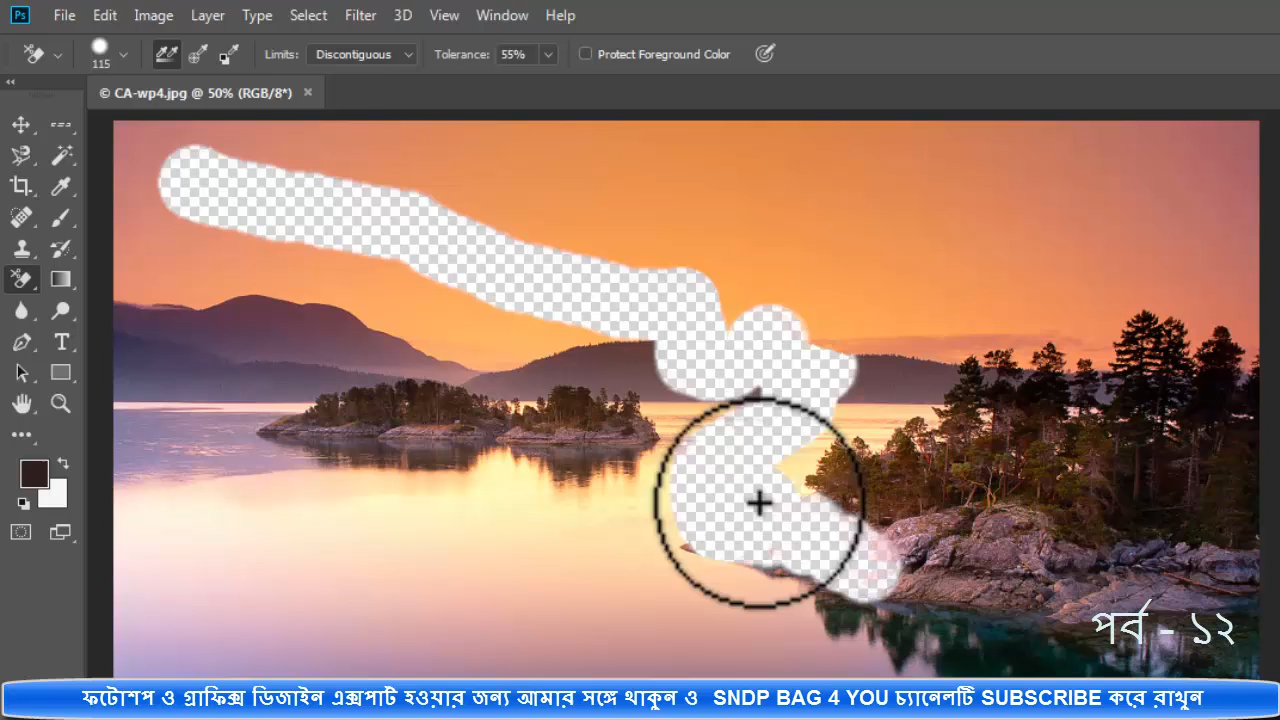 Ps File Edit Image Layer Type Select Filter 3D View Window Help
115 Limits: Discontiguous Tolerance: 55% Protect Foreground Color
© CA-wp4.jpg @ 50% (RGB/8*) ×
T
পর্ব - ১২
ফটোশপ ও গ্রাফিক্স ডিজাইন এক্সপার্ট হওয়ার জন্য আমার সঙ্গে থাকুন ও SNDP BAG 4 YOU চ্যানেলটি SUBSCRIBE করে রাখুন